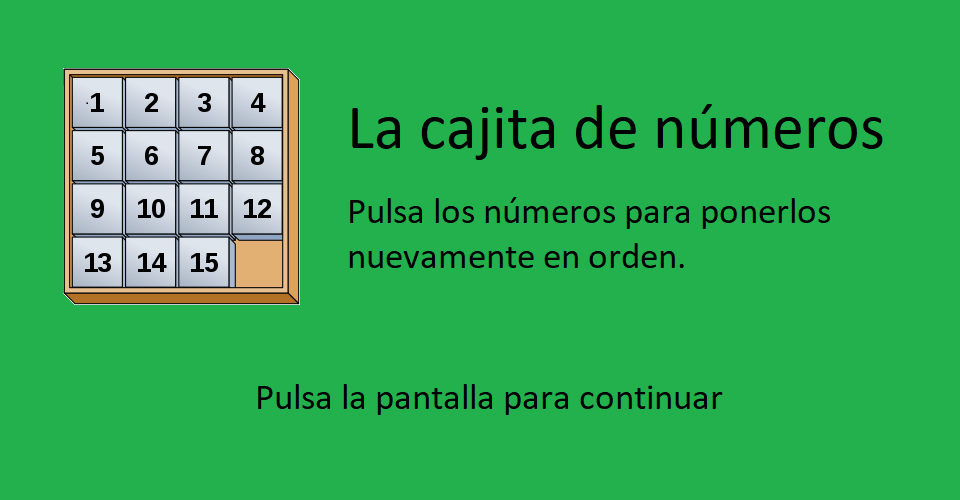 1 2 3 4
5 6 7 8
9 10 11 12
13 14 15
La cajita de números
Pulsa los números para ponerlos
nuevamente en orden.
Pulsa la pantalla para continuar